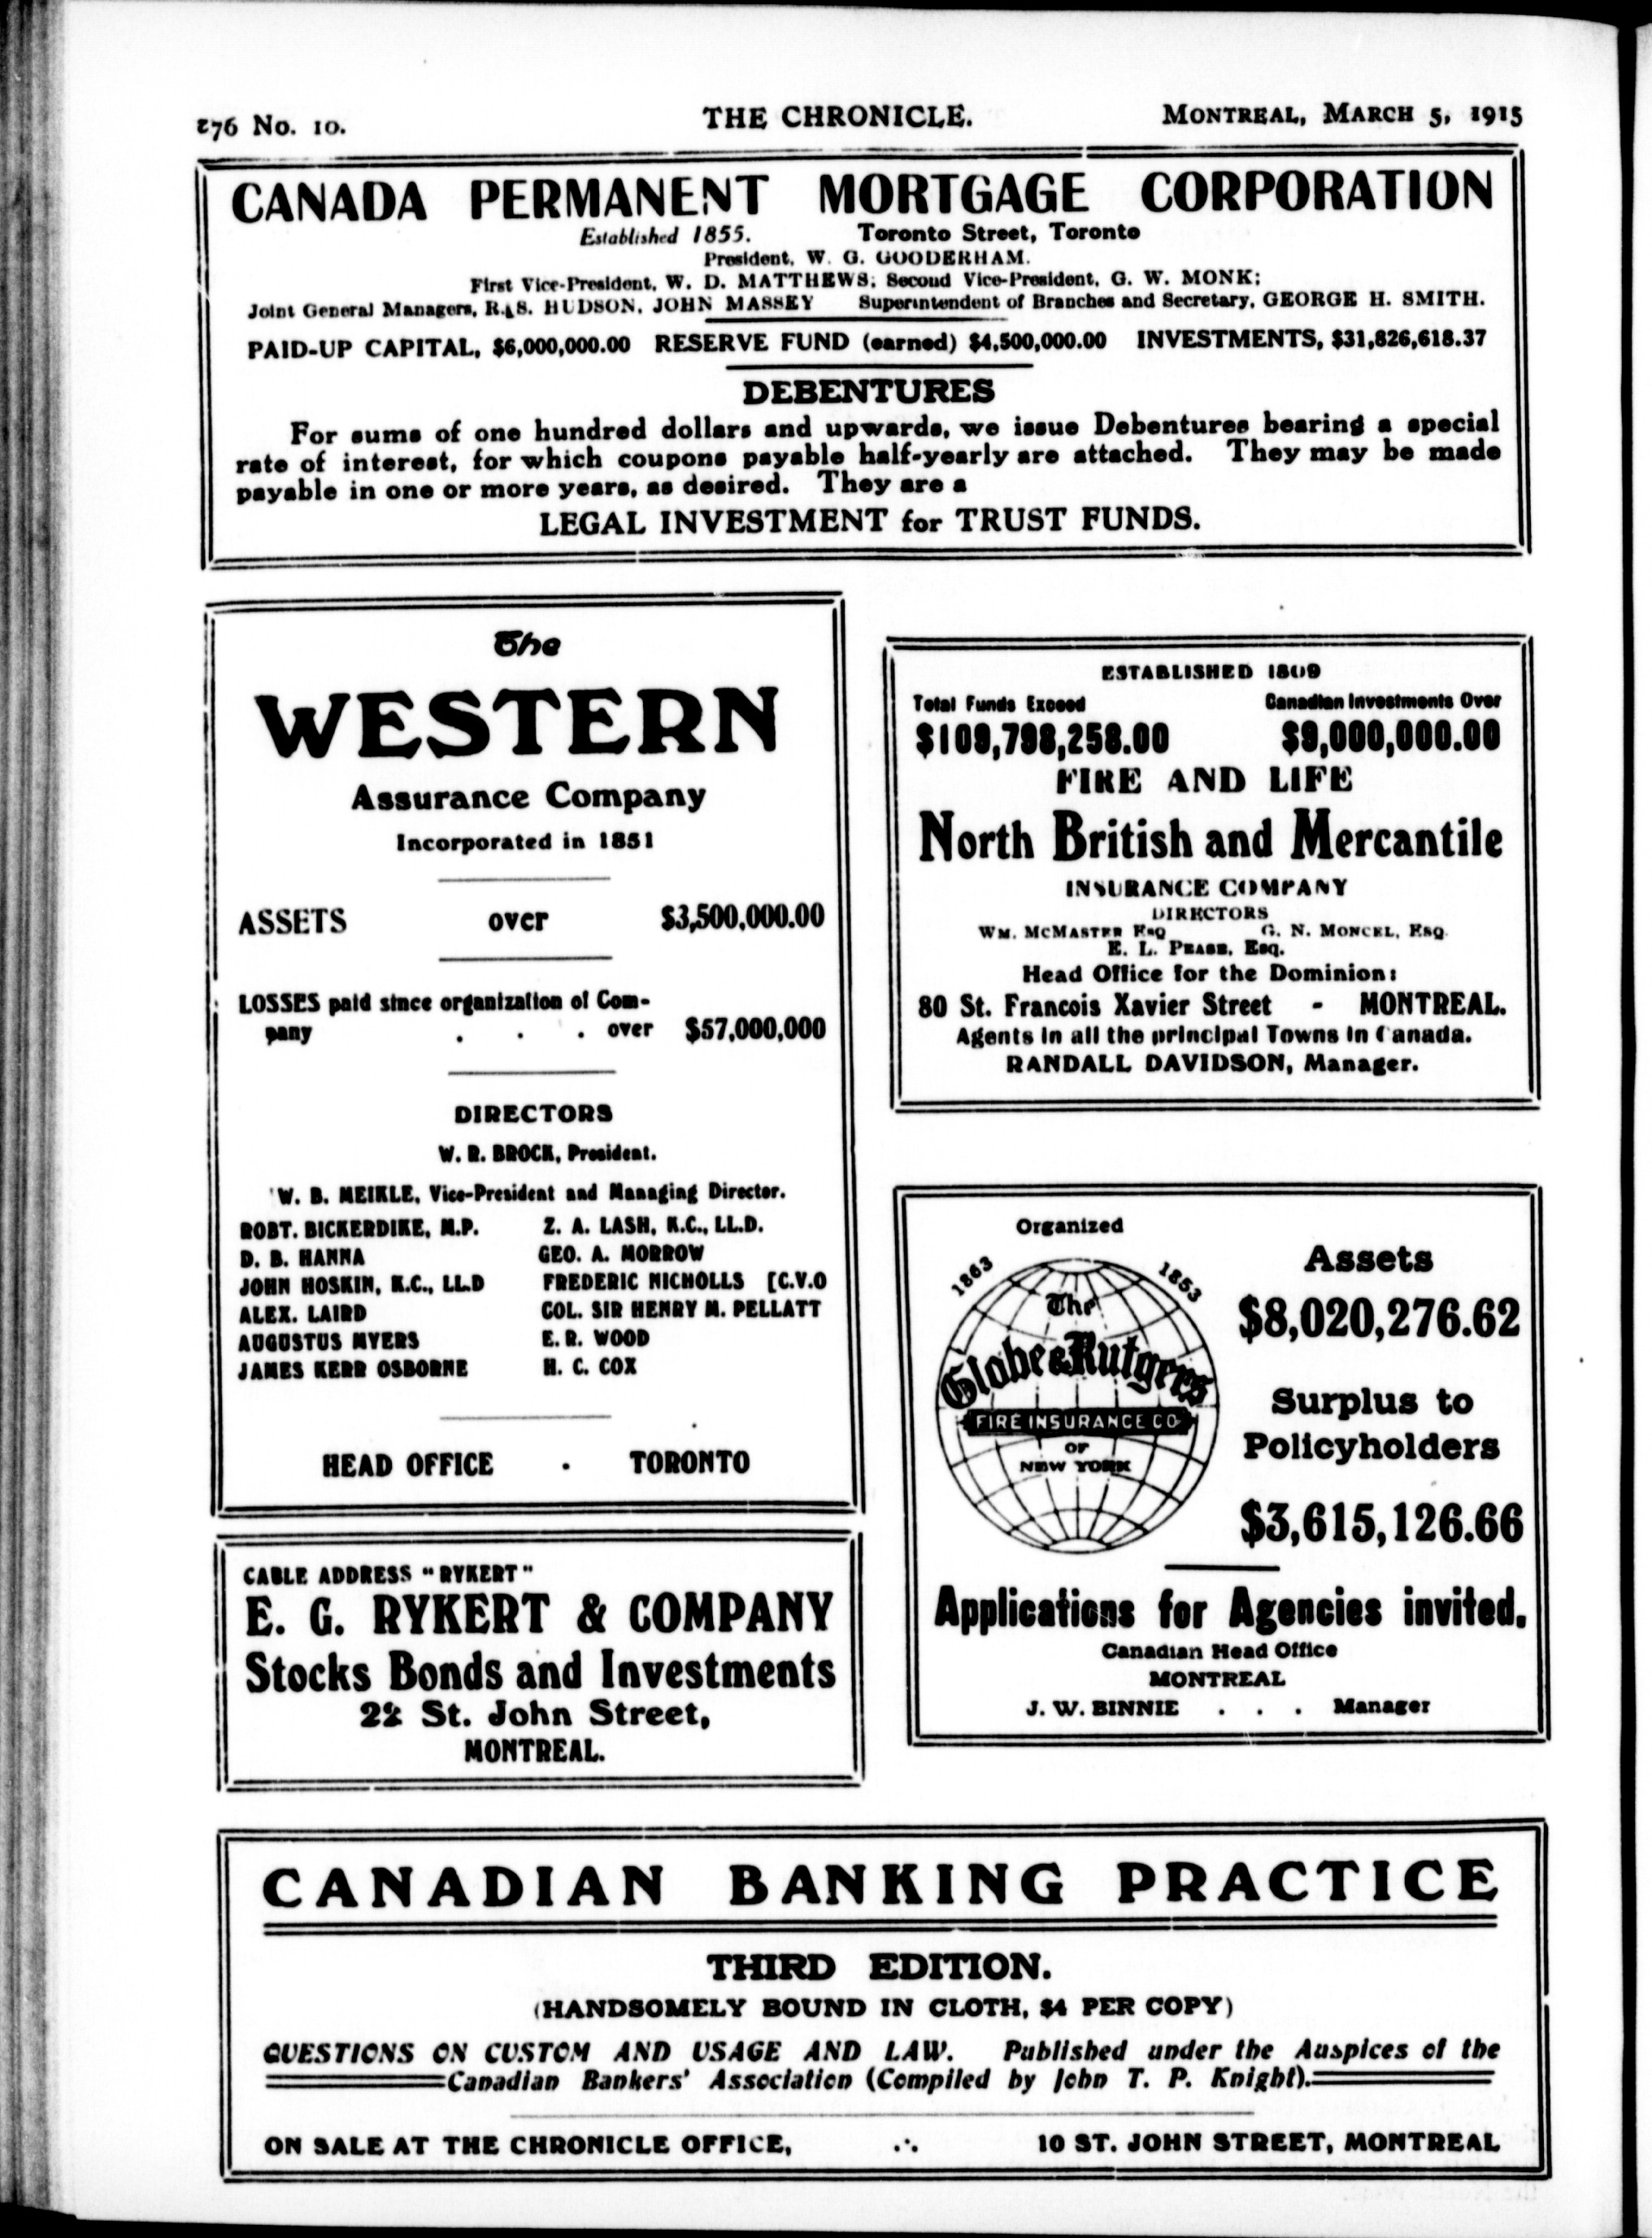 276 No. 10.
THE CHRONICLE.
MONTREAL, MARCH 5, 1915
CANADA PERMANENT MORTGAGE CORPORATION
Established 1855. Toronto Street, Toronto
President, W. G. GOODERHAM.
First Vice-President, W. D. MATTHEWS; Second Vice-President, G. W. MONK;
Joint General Managers, R. S. HUDSON, JOHN MASSEY Superintendent of Branches and Secretary, GEORGE H. SMITH.
PAID-UP CAPITAL, $6,000,000.00 RESERVE FUND (earned) $4,500,000.00 INVESTMENTS, $31,826,618.37
DEBENTURES
For sums of one hundred dollars and upwards, we issue Debentures bearing a special
rate of interest, for which coupons payable half-yearly are attached. They may be made
payable in one or more years, as desired. They are a
LEGAL INVESTMENT for TRUST FUNDS.
The
WESTERN
Assurance Company
Incorporated in 1851
ASSETS over $3,500,000.00
LOSSES paid since organization of Com-
pany . . . over $57,000,000
DIRECTORS
W. R. BROCK, President.
W. B. MEIKLE, Vice-President and Managing Director.
ROBT. BICKERDIKE, M.P. Z. A. LASH, K.C., LL.D.
D. B. HANNA GEO. A. MORROW
JOHN HOSKIN, K.C., LL.D FREDERIC NICHOLLS [C.V.O
ALEX. LAIRD COL. SIR HENRY M. PELLATT
AUGUSTUS MYERS E. R. WOOD
JAMES KERR OSBORNE H. C. COX
HEAD OFFICE . TORONTO
CABLE ADDRESS "RYKERT"
E. G. RYKERT & COMPANY
Stocks Bonds and Investments
22 St. John Street,
MONTREAL.
ESTABLISHED 1809
Total Funds Exceed Canadian Investments Over
$109,798,258.00 $9,000,000.00
FIRE AND LIFE
North British and Mercantile
INSURANCE COMPANY
DIRECTORS
WM. MCMASTER ESQ G. N. MONCEL, ESQ.
E. L. PEASE, Esq.
Head Office for the Dominion:
80 St. Francois Xavier Street - MONTREAL.
Agents in all the principal Towns in Canada.
RANDALL DAVIDSON, Manager.
Organized
1863 1853
The
Globe & Rutgers
FIRE INSURANCE CO
OF
NEW YORK
Assets
$8,020,276.62
Surplus to
Policyholders
$3,615,126.66
Applications for Agencies invited.
Canadian Head Office
MONTREAL
J. W. BINNIE . . . Manager
CANADIAN BANKING PRACTICE
THIRD EDITION.
(HANDSOMELY BOUND IN CLOTH, $4 PER COPY)
QUESTIONS ON CUSTOM AND USAGE AND LAW. Published under the Auspices of the
Canadian Bankers' Association (Compiled by John T. P. Knight).
ON SALE AT THE CHRONICLE OFFICE, ∴ 10 ST. JOHN STREET, MONTREAL